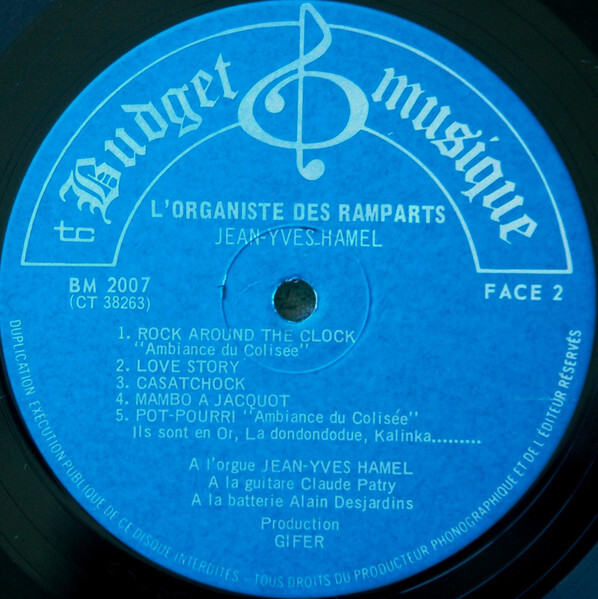 Budget musique
L'ORGANISTE DES RAMPARTS
JEAN-YVES HAMEL
BM 2007
(CT 38263)
FACE 2
1. ROCK AROUND THE CLOCK
"Ambiance du Colisée"
2. LOVE STORY
3. CASATCHOCK
4. MAMBO A JACQUOT
5. POT-POURRI "Ambiance du Colisée"
Ils sont en Or, La dondondodue, Kalinka.........
A l'orgue JEAN-YVES HAMEL
A la guitare Claude Patry
A la batterie Alain Desjardins
Production
GIFER
DUPLICATION EXÉCUTION PUBLIQUE DE CE DISQUE INTERDITES - TOUS DROITS DU PRODUCTEUR PHONOGRAPHIQUE ET DE L'ÉDITEUR RÉSERVÉS